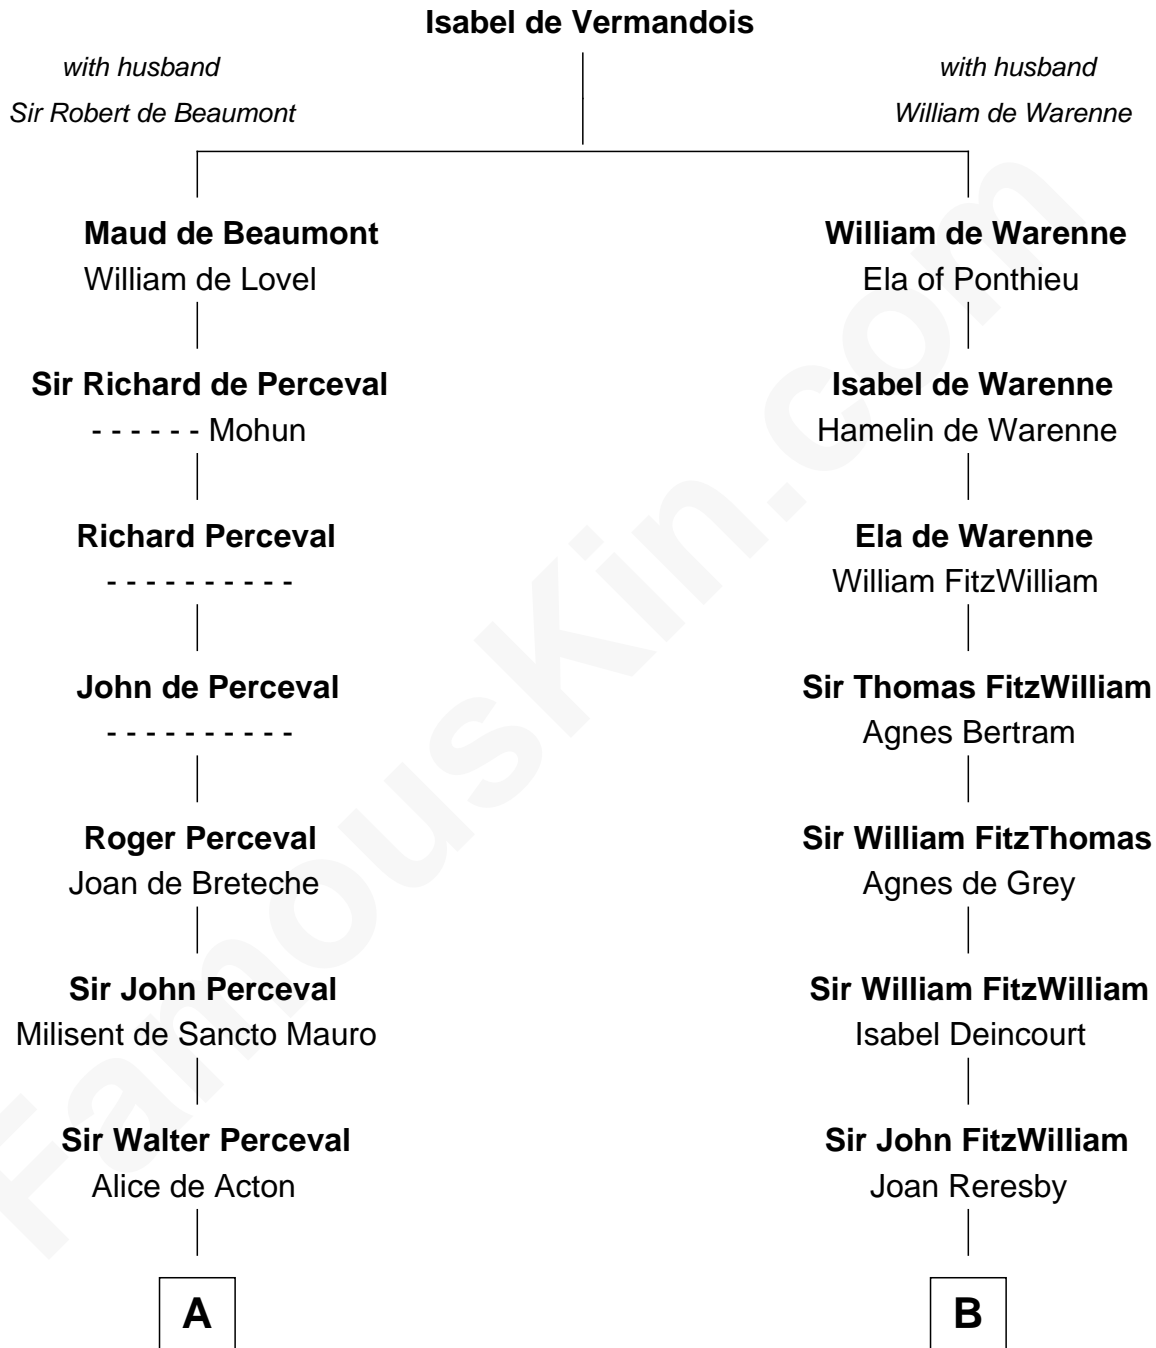 Isabel de Vermandois
with husband
Sir Robert de Beaumont
with husband
William de Warenne
Maud de Beaumont
William de Lovel
Sir Richard de Perceval
- - - - - - Mohun
Richard Perceval
- - - - - - - - - -
John de Perceval
- - - - - - - - - -
Roger Perceval
Joan de Breteche
Sir John Perceval
Milisent de Sancto Mauro
Sir Walter Perceval
Alice de Acton
A
William de Warenne
Ela of Ponthieu
Isabel de Warenne
Hamelin de Warenne
Ela de Warenne
William FitzWilliam
Sir Thomas FitzWilliam
Agnes Bertram
Sir William FitzThomas
Agnes de Grey
Sir William FitzWilliam
Isabel Deincourt
Sir John FitzWilliam
Joan Reresby
B
FamousKin.com